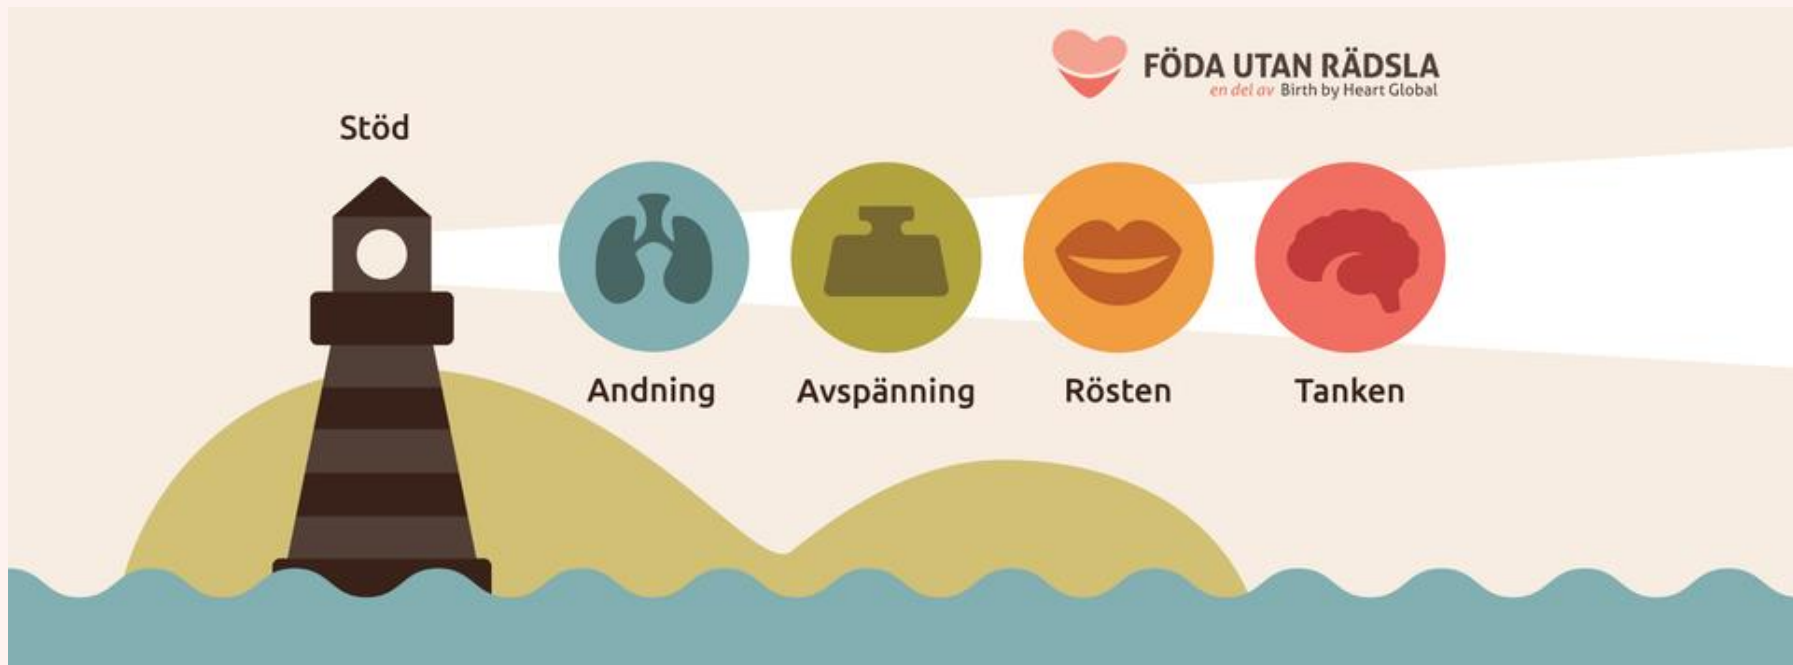 FÖDA UTAN RÄDSLA
en del av Birth by Heart Global
Stöd
Andning
Avspänning
Rösten
Tanken